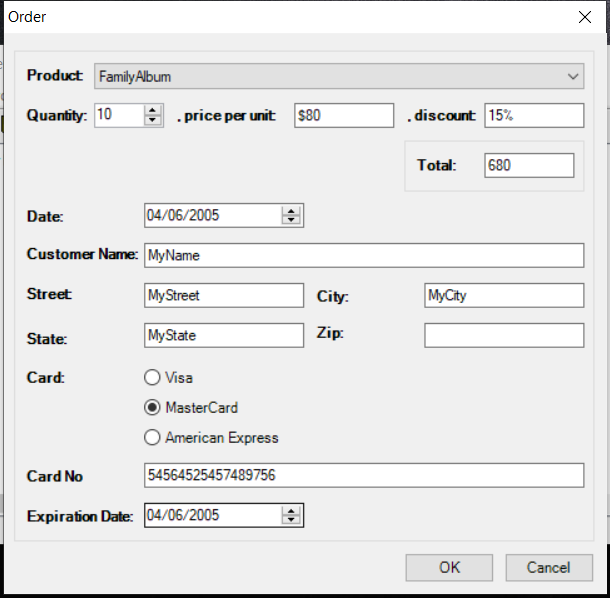 Order
Product: FamilyAlbum
Quantity: 10 , price per unit: $80 , discount: 15%
Total: 680
Date: 04/06/2005
Customer Name: MyName
Street: MyStreet City: MyCity
State: MyState Zip:
Card: Visa
MasterCard
American Express
Card No 54564525457489756
Expiration Date: 04/06/2005
OK Cancel